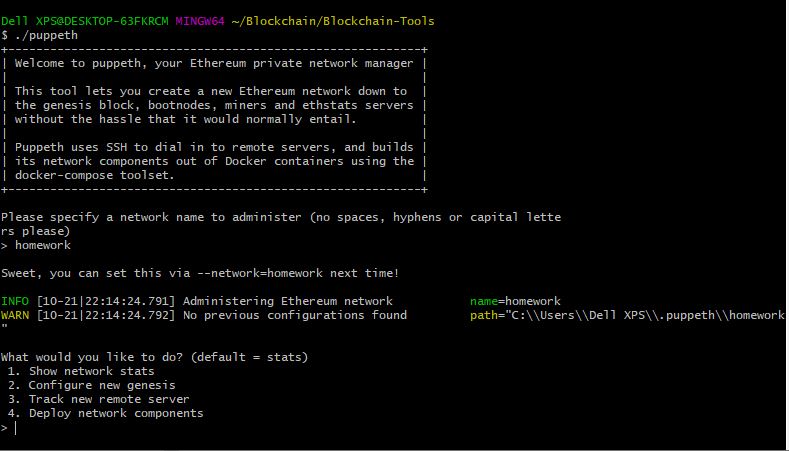 Dell XPS@DESKTOP-63FKRCM MINGW64 ~/Blockchain/Blockchain-Tools
$ ./puppeth
+-----------------------------------------------------------+
| Welcome to puppeth, your Ethereum private network manager |
|                                                           |
| This tool lets you create a new Ethereum network down to  |
| the genesis block, bootnodes, miners and ethstats servers |
| without the hassle that it would normally entail.         |
|                                                           |
| Puppeth uses SSH to dial in to remote servers, and builds |
| its network components out of Docker containers using the |
| docker-compose toolset.                                   |
+-----------------------------------------------------------+
Please specify a network name to administer (no spaces, hyphens or capital lette
rs please)
> homework
Sweet, you can set this via --network=homework next time!
INFO [10-21|22:14:24.791] Administering Ethereum network           name=homework
WARN [10-21|22:14:24.792] No previous configurations found         path="C:\\Users\\Dell XPS\\.puppeth\\homework
"
What would you like to do? (default = stats)
 1. Show network stats
 2. Configure new genesis
 3. Track new remote server
 4. Deploy network components
>